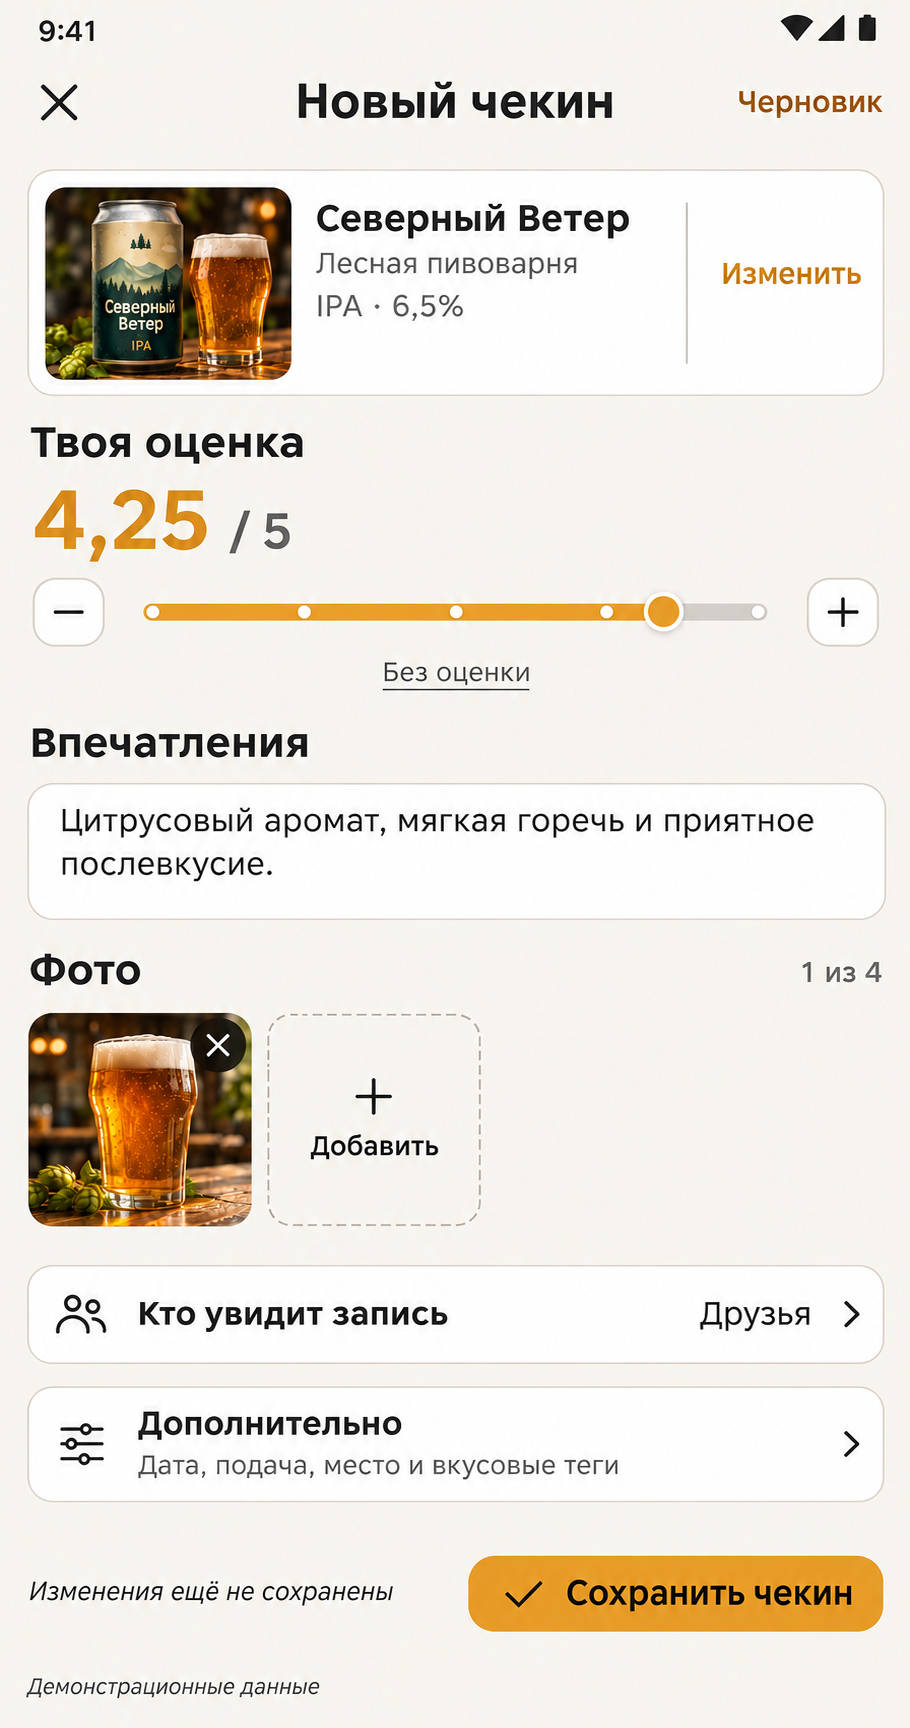 9:41
Новый чекин
Черновик
Северный
Ветер
IPA
Северный Ветер
Лесная пивоварня
IPA · 6,5%
Изменить
Твоя оценка
4,25 / 5
Без оценки
Впечатления
Цитрусовый аромат, мягкая горечь и приятное
послевкусие.
Фото
1 из 4
Добавить
Кто увидит запись
Друзья
Дополнительно
Дата, подача, место и вкусовые теги
Изменения ещё не сохранены
Сохранить чекин
Демонстрационные данные